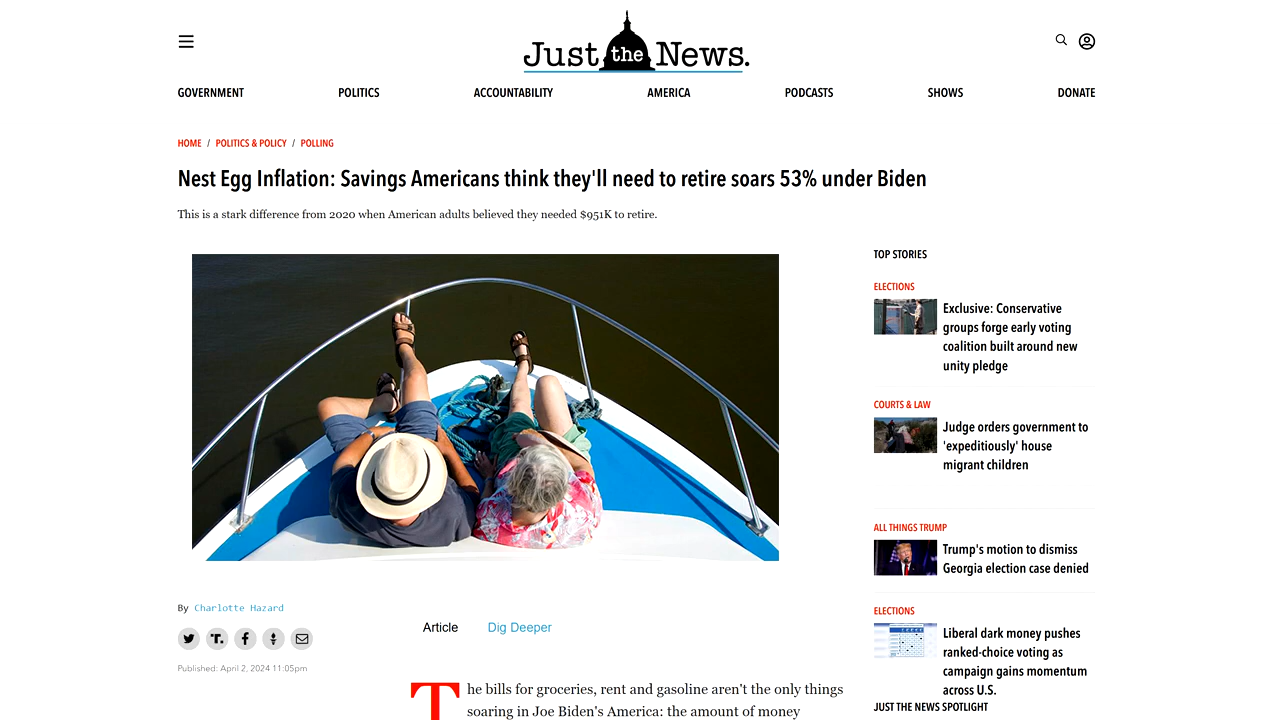 Just the News.
GOVERNMENT POLITICS ACCOUNTABILITY AMERICA PODCASTS SHOWS DONATE
HOME / POLITICS & POLICY / POLLING
Nest Egg Inflation: Savings Americans think they'll need to retire soars 53% under Biden
This is a stark difference from 2020 when American adults believed they needed $951K to retire.
TOP STORIES
ELECTIONS
Exclusive: Conservative
groups forge early voting
coalition built around new
unity pledge
COURTS & LAW
Judge orders government to
'expeditiously' house
migrant children
ALL THINGS TRUMP
Trump's motion to dismiss
Georgia election case denied
ELECTIONS
Liberal dark money pushes
ranked-choice voting as
campaign gains momentum
across U.S.
JUST THE NEWS SPOTLIGHT
By Charlotte Hazard
Published: April 2, 2024 11:05pm
Article Dig Deeper
The bills for groceries, rent and gasoline aren't the only things
soaring in Joe Biden's America: the amount of money